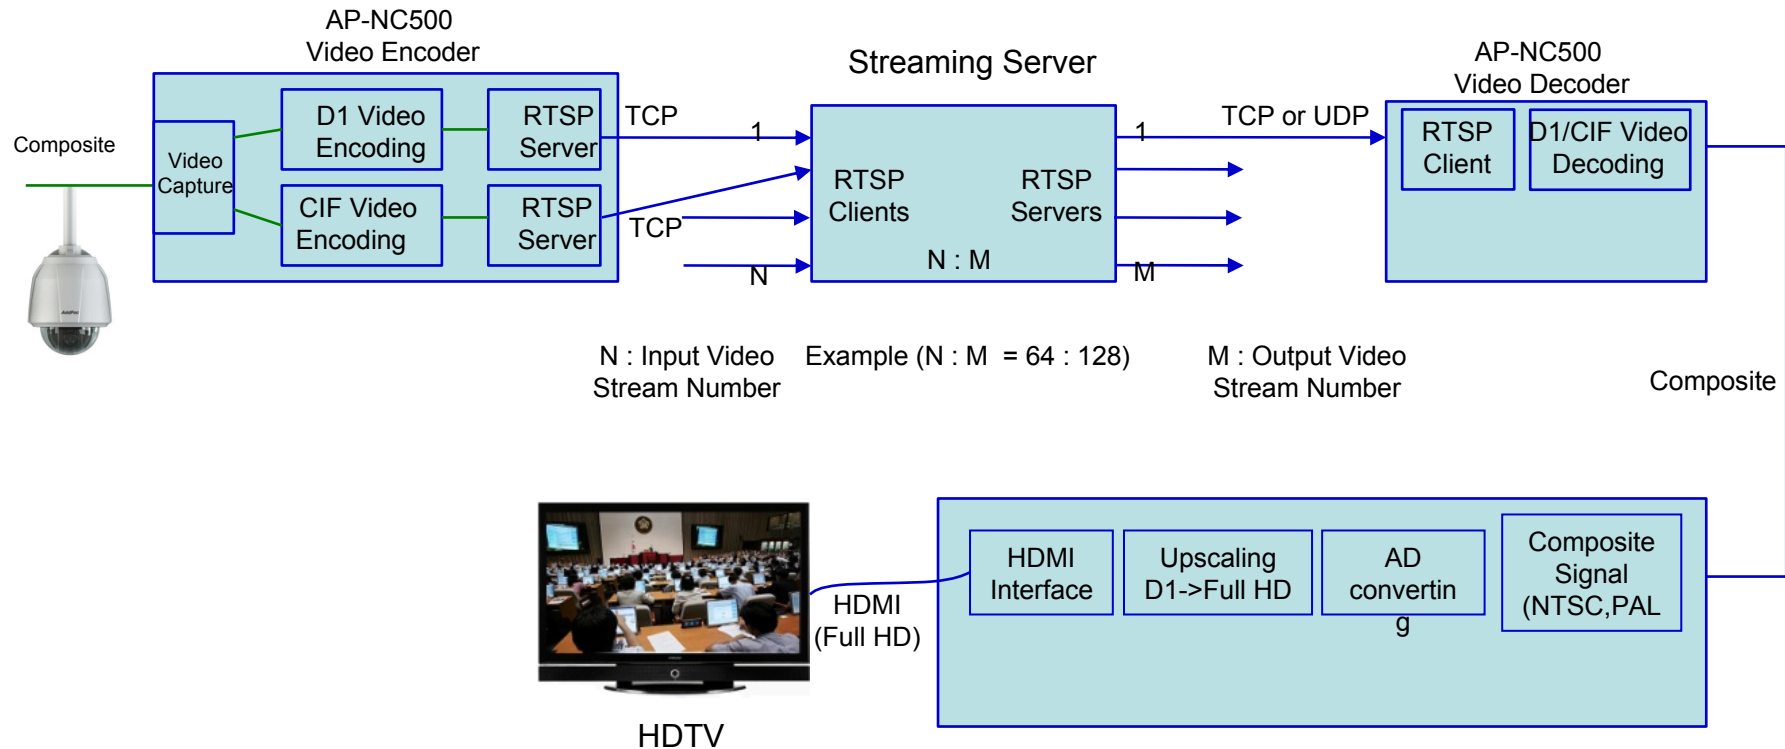 AP-NC500
Video Encoder
Streaming Server
AP-NC500
Video Decoder
Composite
Video
Capture
D1 Video
Encoding
RTSP
Server
TCP
1
CIF Video
Encoding
RTSP
Server
TCP
N
RTSP
Clients
RTSP
Servers
N : M
1
M
TCP or UDP
RTSP
Client
D1/CIF Video
Decoding
AddPac
N : Input Video
Stream Number
Example (N : M = 64 : 128)
M : Output Video
Stream Number
Composite
HDMI
(Full HD)
HDMI
Interface
Upscaling
D1->Full HD
AD
convertin
g
Composite
Signal
(NTSC,PAL
HDTV